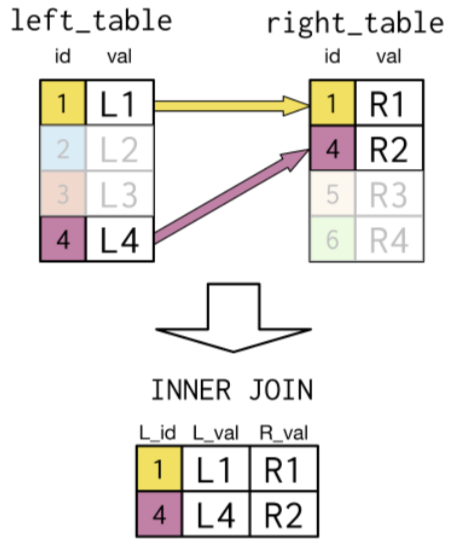 left_table right_table
id val id val
1 L1 1 R1
2 L2 4 R2
3 L3 5 R3
4 L4 6 R4
INNER JOIN
L_id L_val R_val
1 L1 R1
4 L4 R2